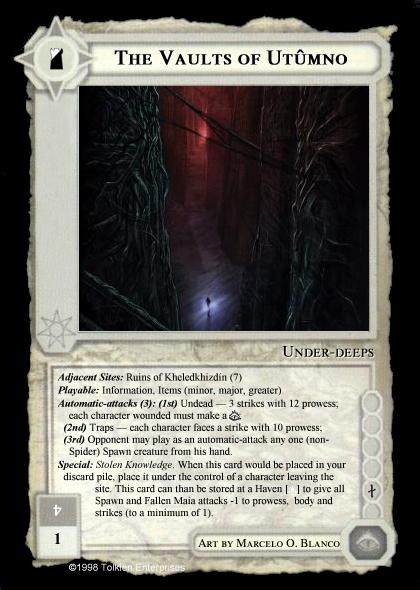 THE VAULTS OF UTÛMNO
UNDER-DEEPS
Adjacent Sites: Ruins of Kheledkhizdín (7)
Playable: Information, Items (minor, major, greater)
Automatic-attacks (3): (1st) Undead — 3 strikes with 12 prowess;
each character wounded must make a
(2nd) Traps — each character faces a strike with 10 prowess;
(3rd) Opponent may play as an automatic-attack any one (non-
Spider) Spawn creature from his hand.
Special: Stolen Knowledge. When this card would be placed in your
discard pile, place it under the control of a character leaving the
site. This card can than be stored at a Haven [ ] to give all
Spawn and Fallen Maia attacks -1 to prowess, body and
strikes (to a minimum of 1).
4
1
ART BY MARCELO O. BLANCO
©1998 Tolkien Enterprises